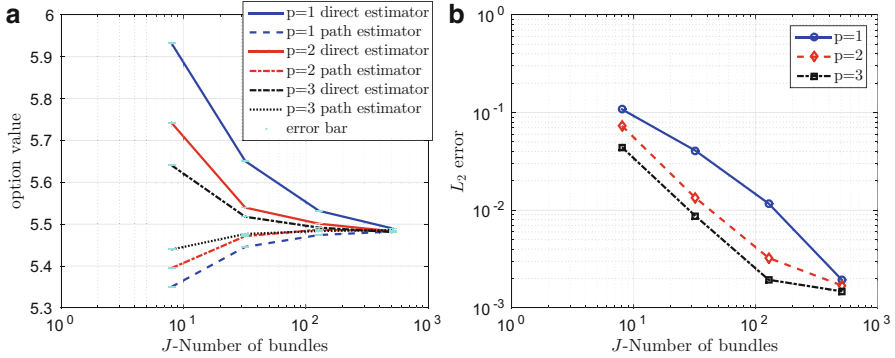 a
6
5.9
5.8
5.7
5.6
5.5
5.4
5.3
option value
10^0
10^1
10^2
10^3
J-Number of bundles
p=1 direct estimator
p=1 path estimator
p=2 direct estimator
p=2 path estimator
p=3 direct estimator
p=3 path estimator
error bar
b
10^0
10^-1
10^-2
10^-3
L_2 error
10^0
10^1
10^2
10^3
J-Number of bundles
p=1
p=2
p=3